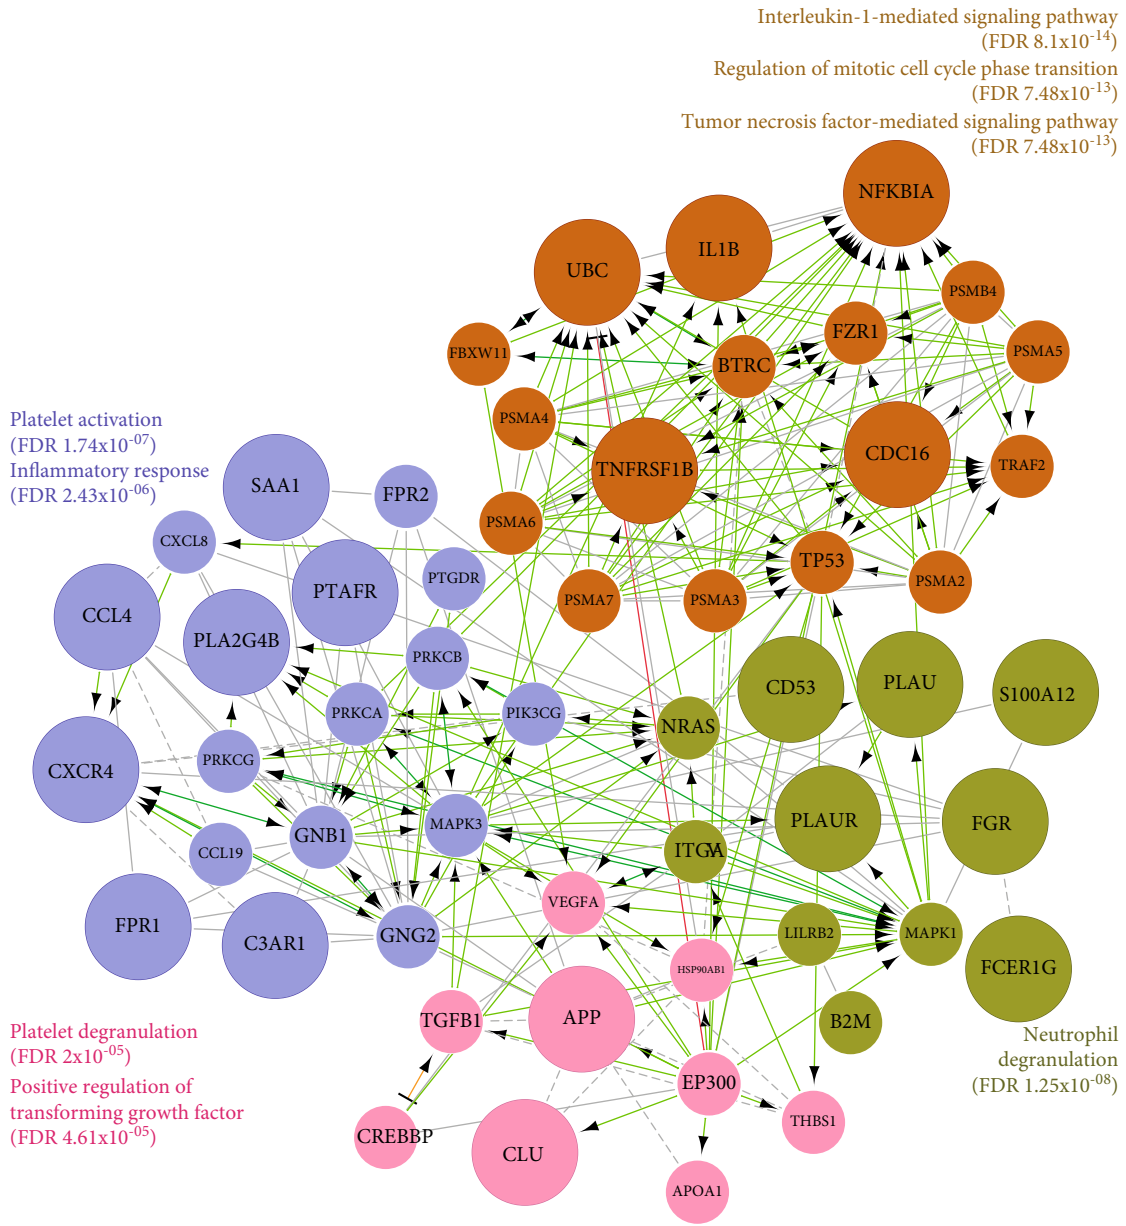 Interleukin-1-mediated signaling pathway
(FDR 8.1x10-14)
Regulation of mitotic cell cycle phase transition
(FDR 7.48x10-13)
Tumor necrosis factor-mediated signaling pathway
(FDR 7.48x10-13)
NFKBIA
IL1B
UBC
PSMB4
FZR1
FBXW11
PSMA5
BTRC
PSMA4
CDC16
TNFRSF1B
TRAF2
PSMA6
TP53
PSMA2
PSMA7
PSMA3
Platelet activation
(FDR 1.74x10-07)
Inflammatory response
(FDR 2.43x10-06)
SAA1
FPR2
CXCL8
PTGDR
PTAFR
CCL4
PLA2G4B
PRKCB
PRKCA
PIK3CG
CXCR4
PRKCG
GNB1
MAPK3
CCL19
FPR1
C3AR1
GNG2
CD53
PLAU
S100A12
NRAS
PLAUR
FGR
LILRB2
MAPK1
FCER1G
B2M
Neutrophil
degranulation
(FDR 1.25x10-08)
VEGFA
HSP90AB1
TGFB1
APP
EP300
THBS1
CREBBP
CLU
APOA1
Platelet degranulation
(FDR 2x10-05)
Positive regulation of
transforming growth factor
(FDR 4.61x10-05)